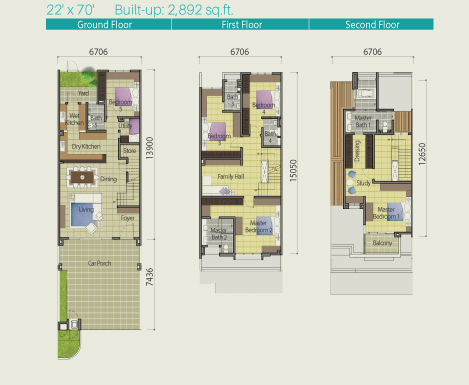 22' x 70' Built-up: 2,892 sq.ft.
Ground Floor
First Floor
Second Floor
6706
6706
6706
Yard
Bedroom
5
Wet
Kitchen
Bath
Utility
Dry Kitchen
Store
Dining
Living
Foyer
Car Porch
13900
7436
Bath
Bedroom
4
Bedroom
3
Bath
4
Family Hall
Master
Bath 2
Master
Bedroom 2
15050
Master
Bath 1
Dressing
Study
Master
Bedroom 1
Balcony
12650